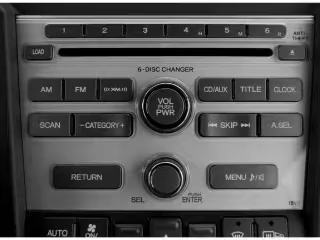 1 2 3 4 5 6
ANTI-THEFT
LOAD
6-DISC CHANGER
AM FM CD/AUX TITLE CLOCK
VOL
PUSH
PWR
SCAN -CATEGORY+ SKIP A.SEL
RETURN MENU
SEL PUSH ENTER
AUTO